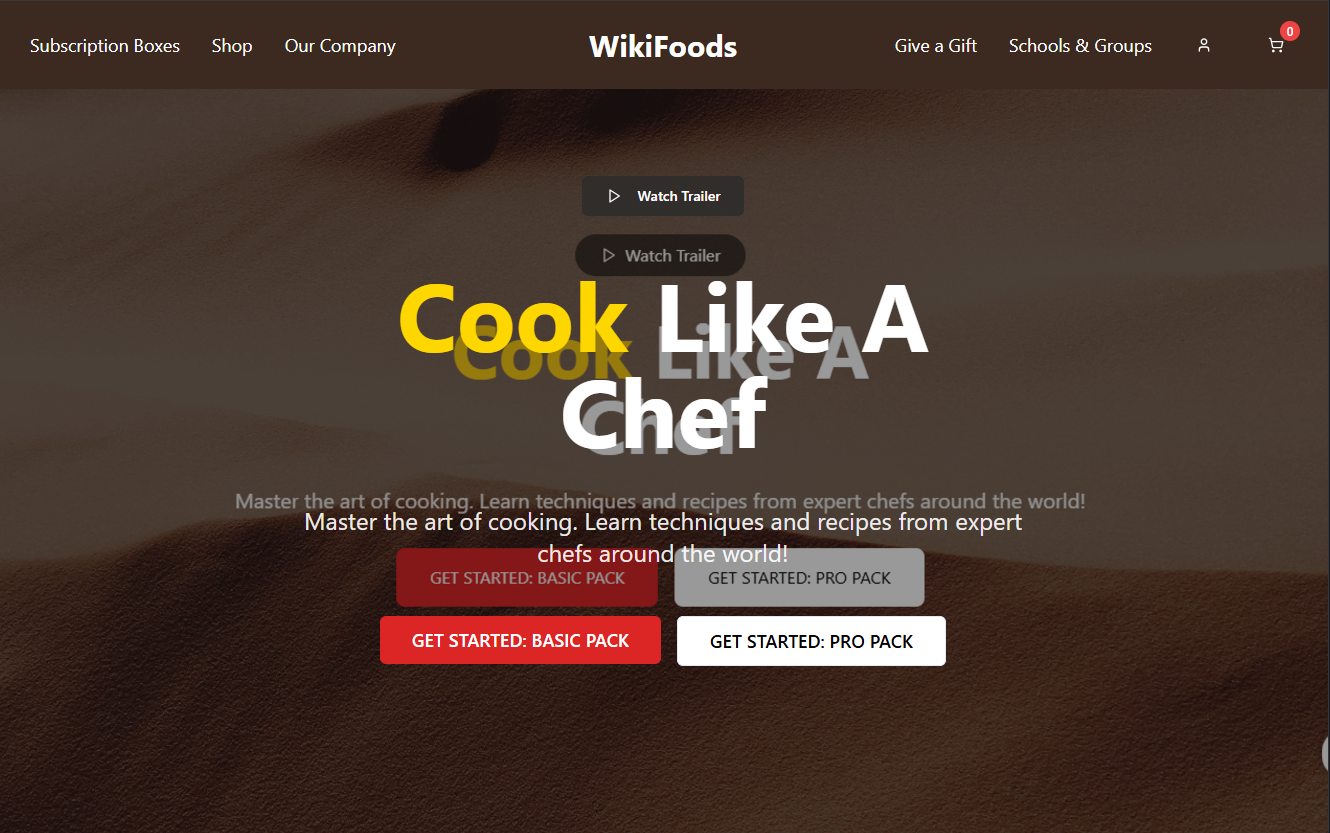 Subscription Boxes Shop Our Company WikiFoods Give a Gift Schools & Groups 0
Watch Trailer
Watch Trailer
Cook Like A
Cook Like A
Chef
Chef
Master the art of cooking. Learn techniques and recipes from expert chefs around the world!
Master the art of cooking. Learn techniques and recipes from expert
chefs around the world!
GET STARTED: BASIC PACK GET STARTED: PRO PACK
GET STARTED: BASIC PACK GET STARTED: PRO PACK